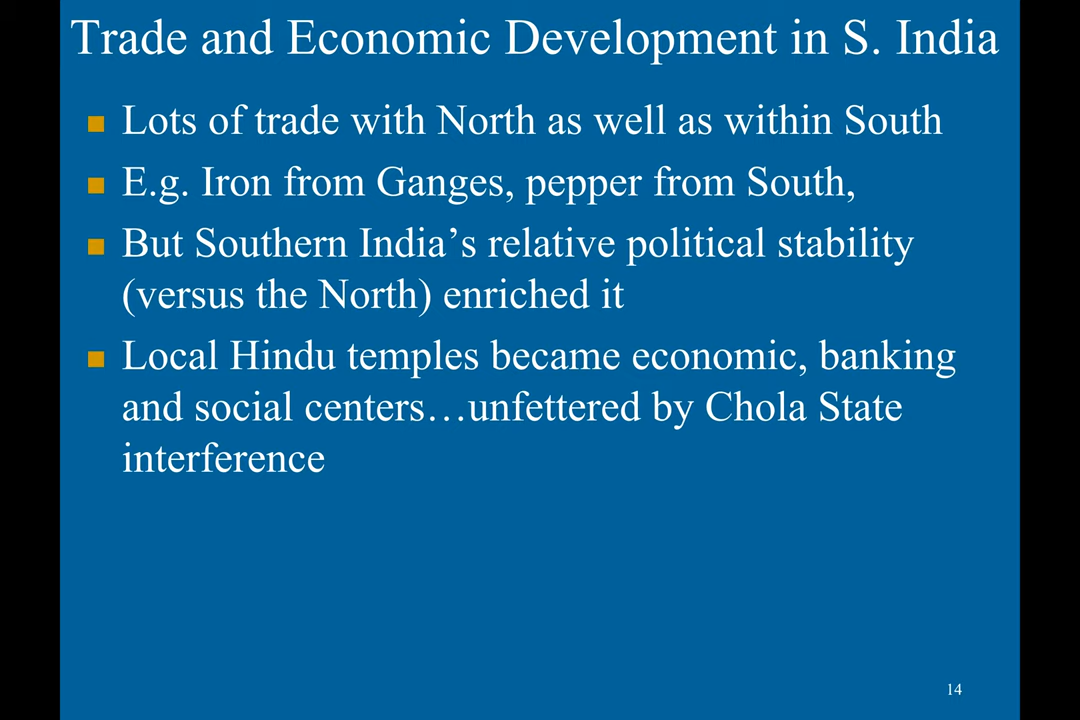 Trade and Economic Development in S. India
Lots of trade with North as well as within South
E.g. Iron from Ganges, pepper from South,
But Southern India’s relative political stability
(versus the North) enriched it
Local Hindu temples became economic, banking
and social centers…unfettered by Chola State
interference
14